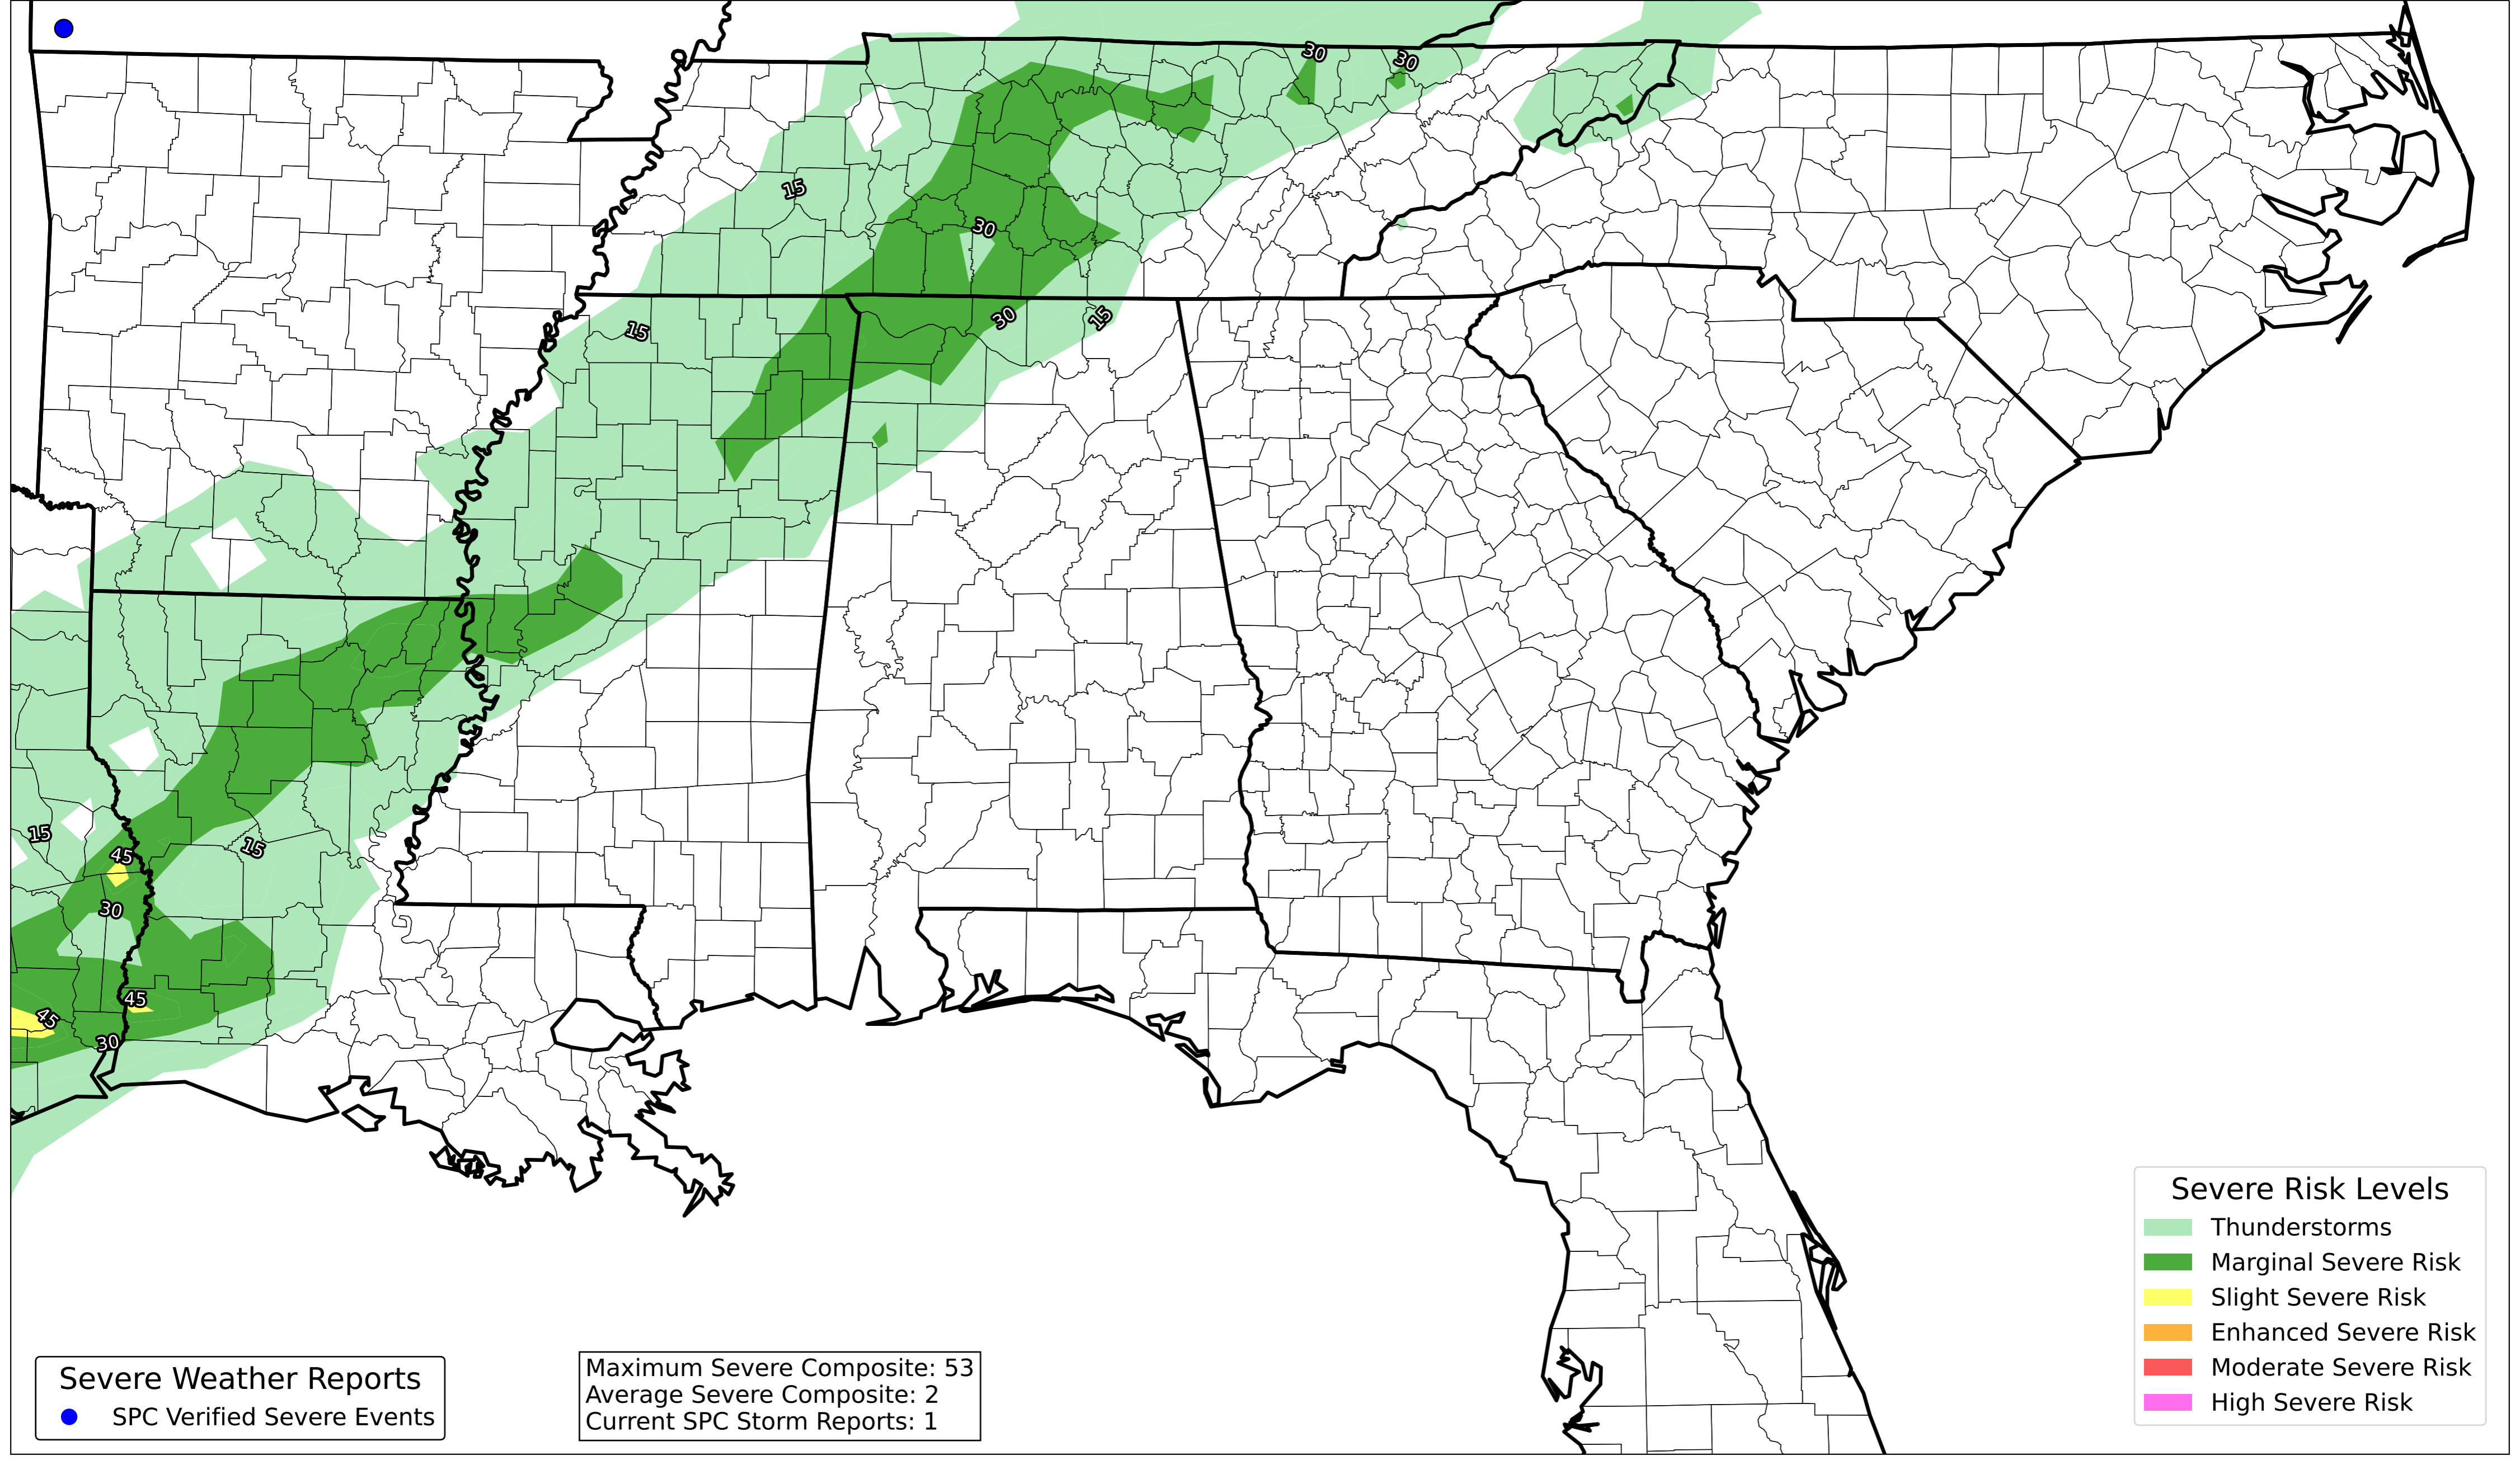 30
30
15
30
15
30
15
15
45
15
30
45
45
30
Severe Risk Levels
Thunderstorms
Marginal Severe Risk
Slight Severe Risk
Enhanced Severe Risk
Moderate Severe Risk
High Severe Risk
Severe Weather Reports
SPC Verified Severe Events
Maximum Severe Composite: 53
Average Severe Composite: 2
Current SPC Storm Reports: 1